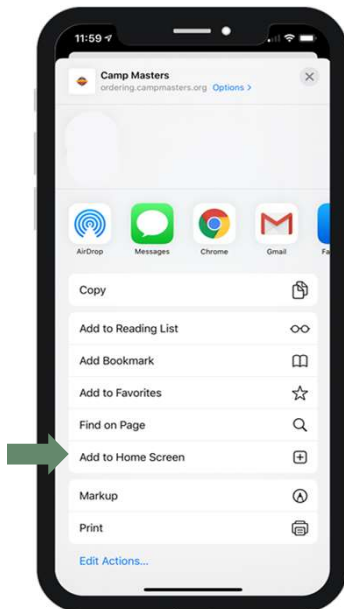 11:59
Camp Masters
ordering.campmasters.org Options >
AirDrop Messages Chrome Gmail Fa
Copy
Add to Reading List
Add Bookmark
Add to Favorites
Find on Page
Add to Home Screen
Markup
Print
Edit Actions...